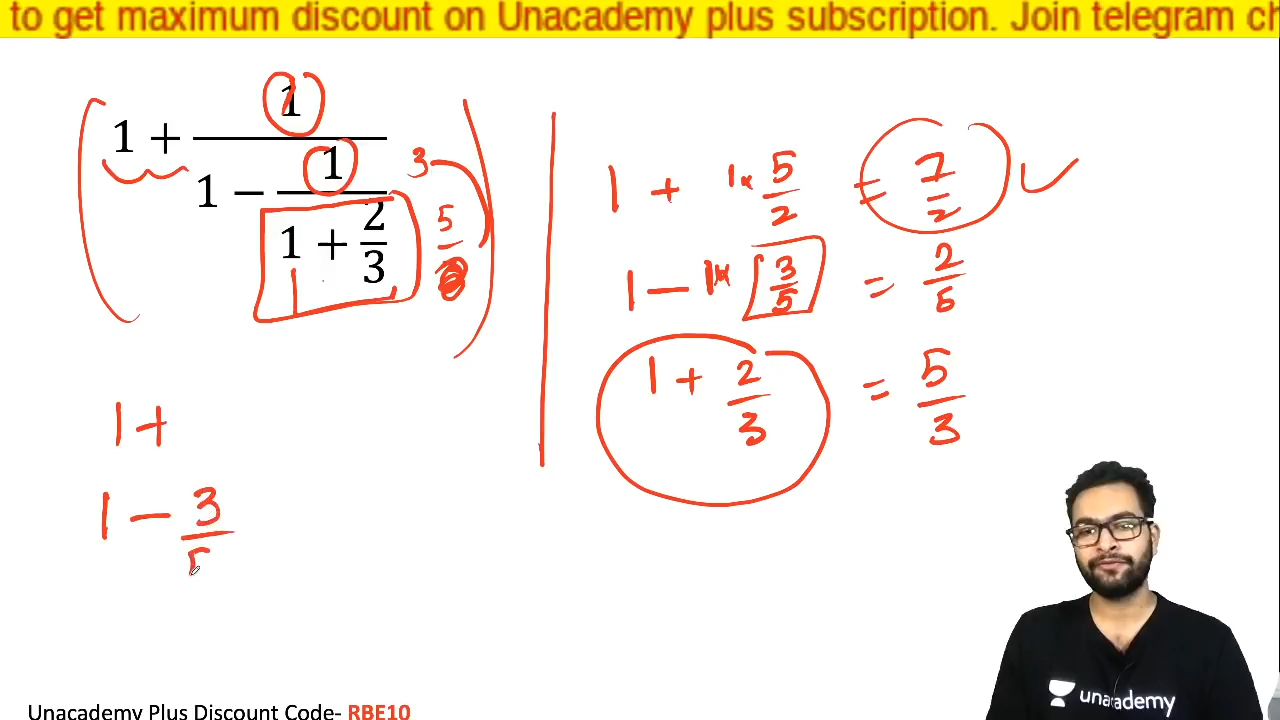 to get maximum discount on Unacademy plus subscription. Join telegram ch
1 + 1
1 − 1
1 + 2/3
3
5
1 + 1× 5/2 = 7/2
1 − 1× 3/5 = 2/5
1 + 2/3 = 5/3
1 +
1 − 3/5
unacademy
Unacademy Plus Discount Code- RBE10